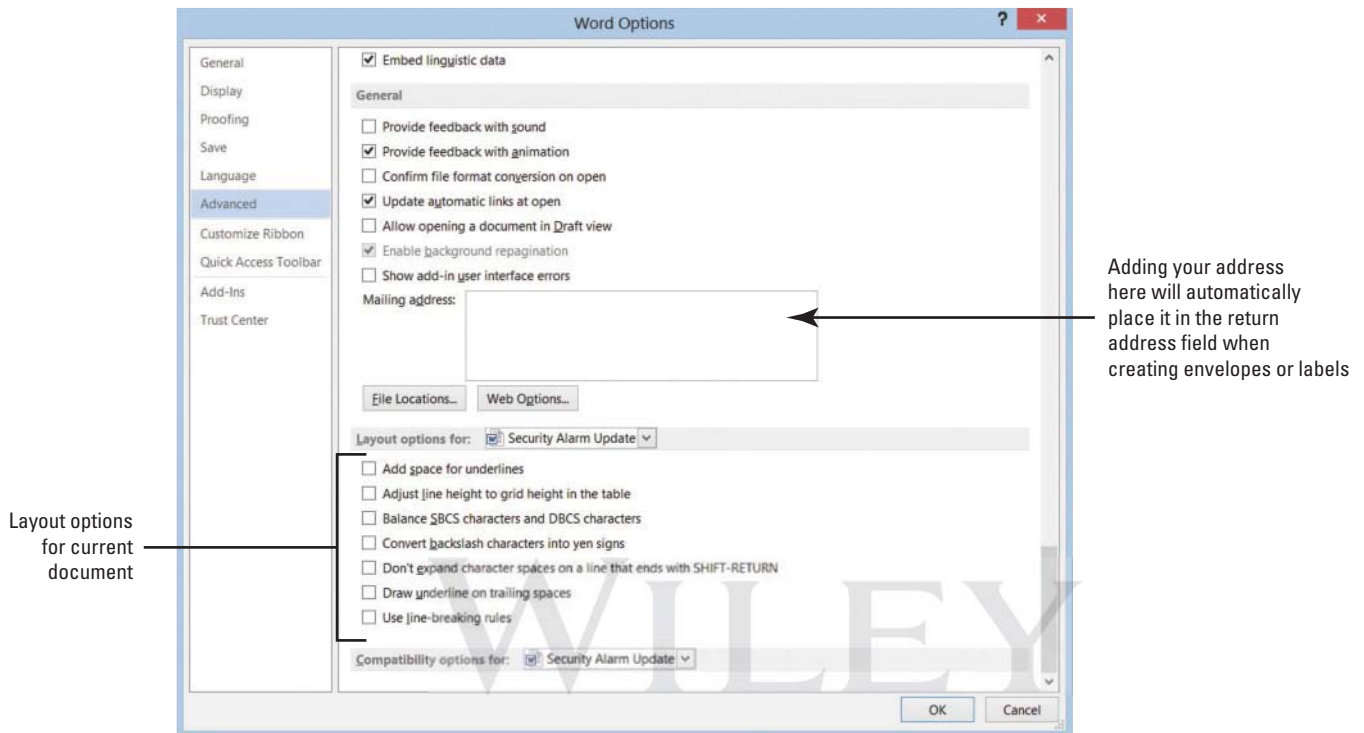 Word Options
?
×
General
Display
Proofing
Save
Language
Advanced
Customize Ribbon
Quick Access Toolbar
Add-Ins
Trust Center
Embed linguistic data
General
Provide feedback with sound
Provide feedback with animation
Confirm file format conversion on open
Update automatic links at open
Allow opening a document in Draft view
Enable background repagination
Show add-in user interface errors
Mailing address:
File Locations...
Web Options...
Layout options for: Security Alarm Update
Add space for underlines
Adjust line height to grid height in the table
Balance SBCS characters and DBCS characters
Convert backslash characters into yen signs
Don't expand character spaces on a line that ends with SHIFT-RETURN
Draw underline on trailing spaces
Use line-breaking rules
Compatibility options for: Security Alarm Update
OK
Cancel
Adding your address
here will automatically
place it in the return
address field when
creating envelopes or labels
Layout options
for current
document
WILEY